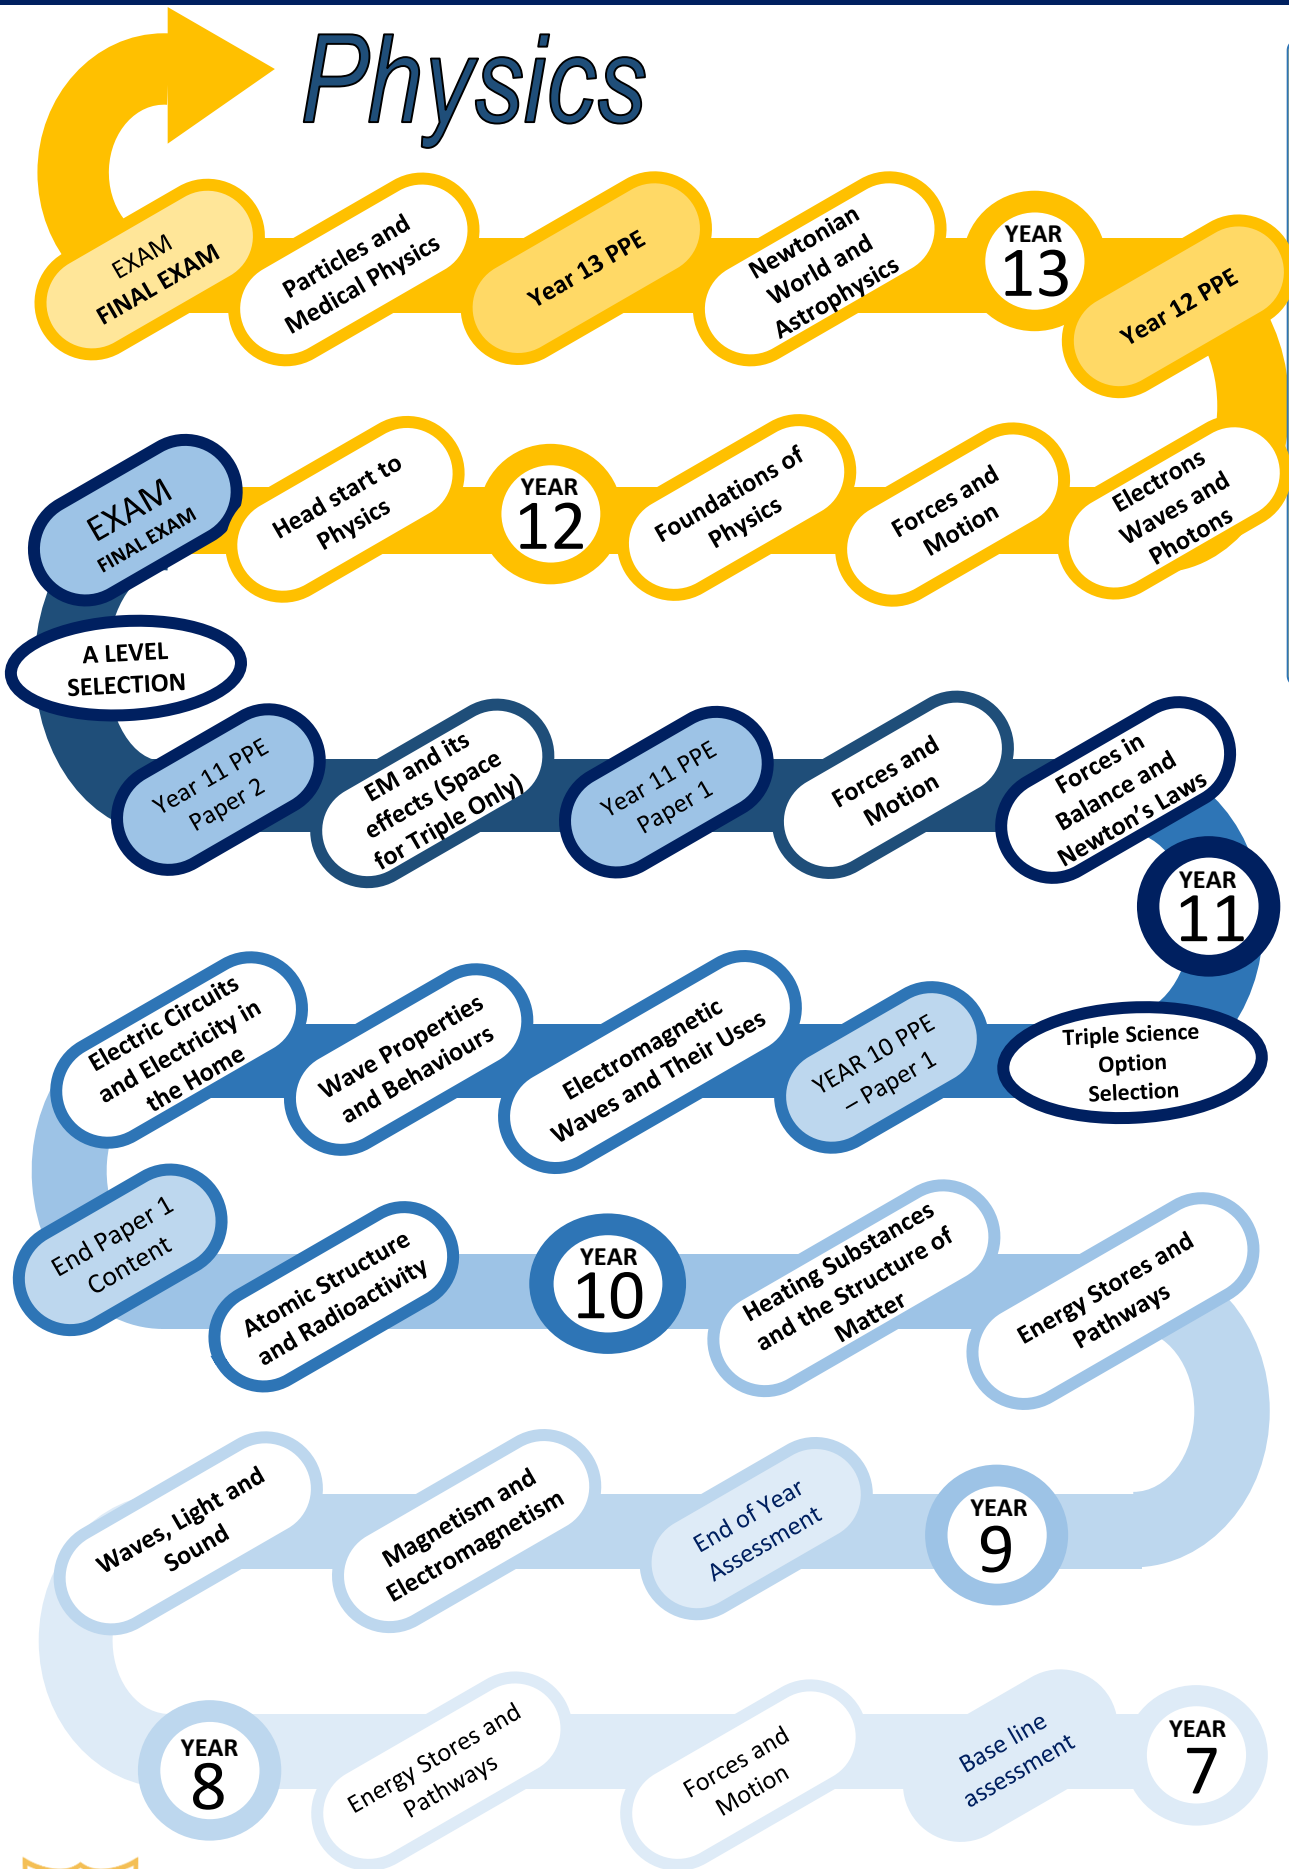 Physics
EXAM
FINAL EXAM
Particles and
Medical Physics
Year 13 PPE
Newtonian
World and
Astrophysics
YEAR
13
Year 12 PPE
EXAM
FINAL EXAM
Head start to
Physics
YEAR
12
Foundations of
Physics
Forces and
Motion
Electrons
Waves and
Photons
A LEVEL
SELECTION
Year 11 PPE
Paper 2
EM and its
effects (Space
for Triple Only)
Year 11 PPE
Paper 1
Forces and
Motion
Forces in
Balance and
Newton's Laws
YEAR
11
Electric Circuits
and Electricity in
the Home
Wave Properties
and Behaviours
Electromagnetic
Waves and Their Uses
YEAR 10 PPE
– Paper 1
Triple Science
Option
Selection
End Paper 1
Content
Atomic Structure
and Radioactivity
YEAR
10
Heating Substances
and the Structure of
Matter
Energy Stores and
Pathways
Waves, Light and
Sound
Magnetism and
Electromagnetism
End of Year
Assessment
YEAR
9
YEAR
8
Energy Stores and
Pathways
Forces and
Motion
Base line
assessment
YEAR
7